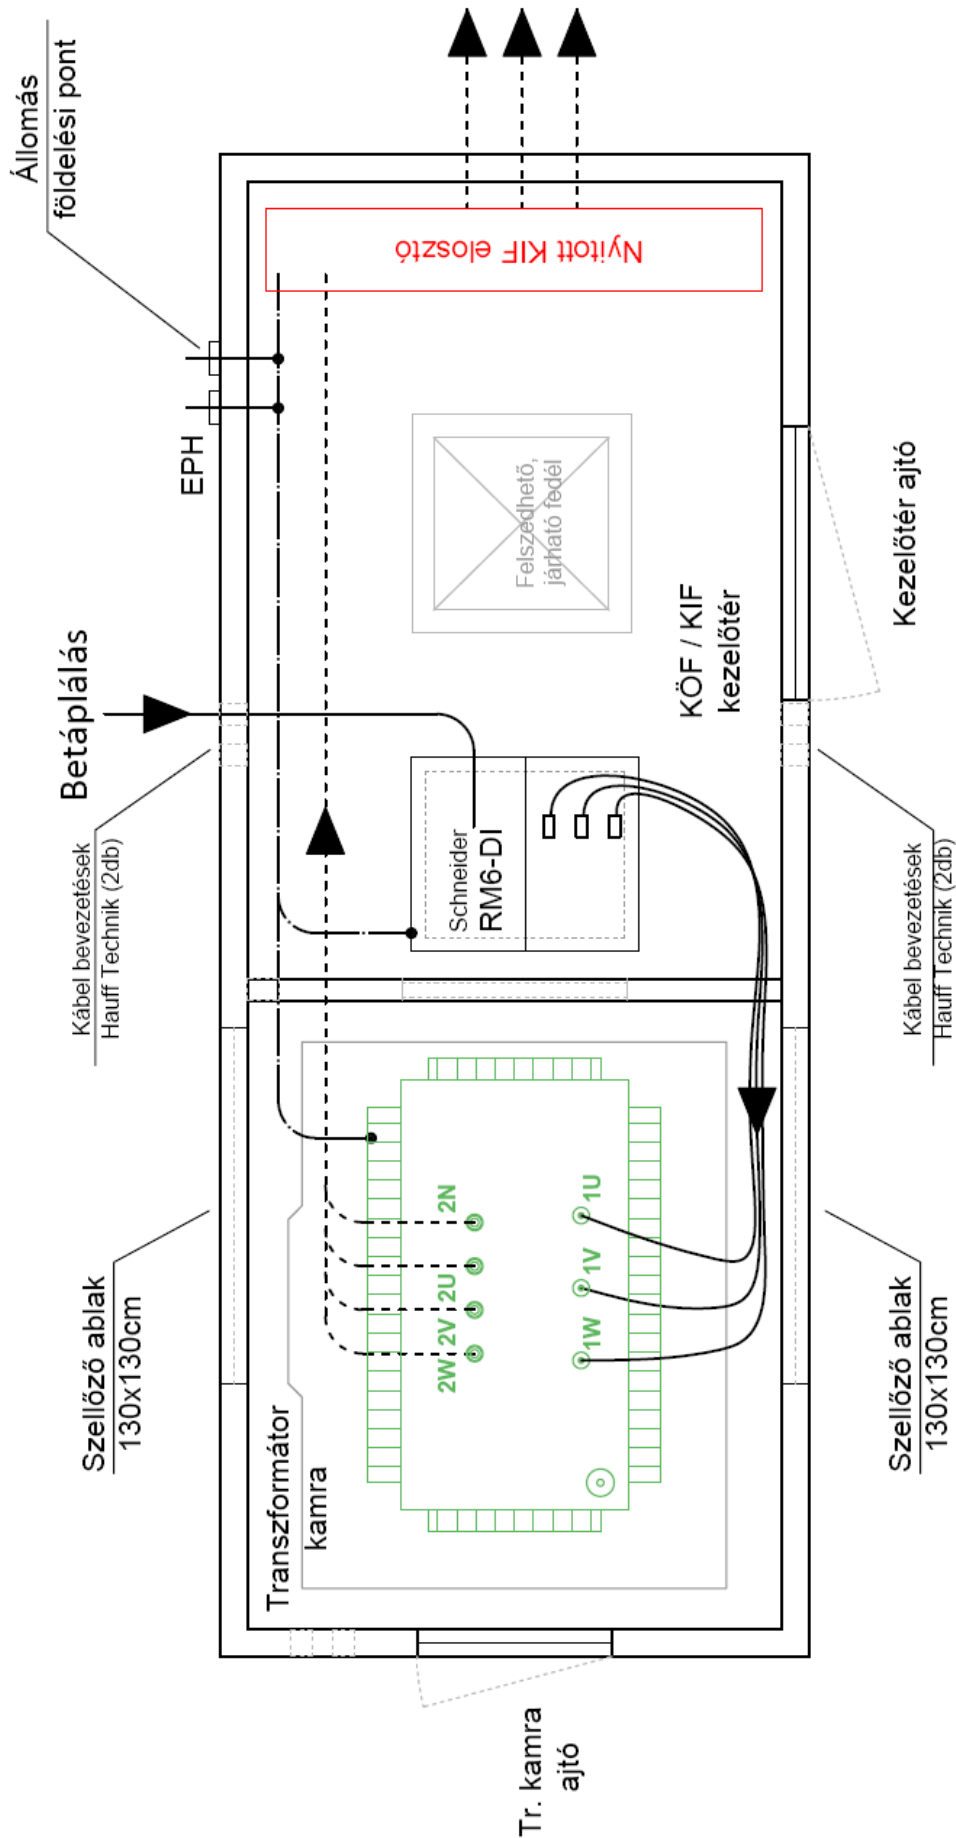 Állomás
földelési pont
Nyitott KIF elosztó
EPH
Betáplálás
Felszedhető,
járható fedél
Kezelőtér ajtó
KÖF / KIF
kezelőtér
Kábel bevezetések
Hauff Technik (2db)
Schneider
RM6-DI
Kábel bevezetések
Hauff Technik (2db)
Szellőző ablak
130x130cm
2N
2U
2V
2W
1U
1V
1W
Szellőző ablak
130x130cm
Transzformátor
kamra
Tr. kamra
ajtó